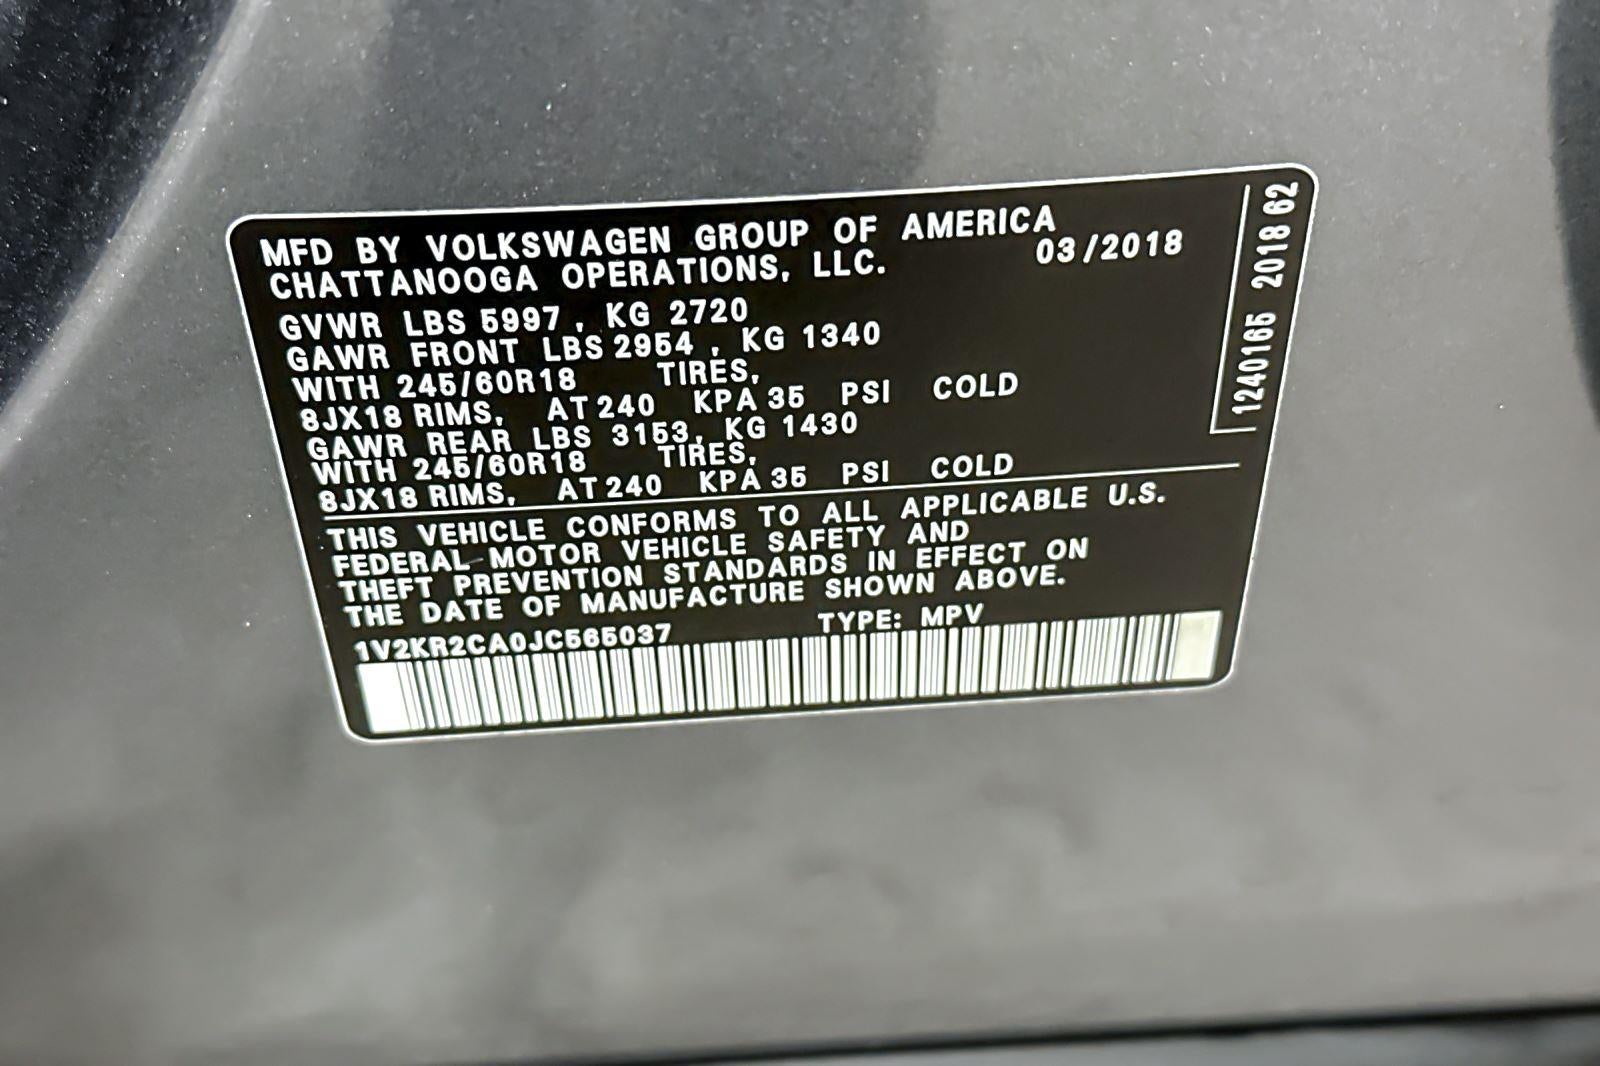 MFD BY VOLKSWAGEN GROUP OF AMERICA
CHATTANOOGA OPERATIONS, LLC. 03/2018
GVWR LBS 5997 , KG 2720
GAWR FRONT LBS 2954 , KG 1340
WITH 245/60R18 TIRES,
8JX18 RIMS, AT 240 KPA 35 PSI COLD
GAWR REAR LBS 3153, KG 1430
WITH 245/60R18 TIRES,
8JX18 RIMS, AT 240 KPA 35 PSI COLD
THIS VEHICLE CONFORMS TO ALL APPLICABLE U.S.
FEDERAL MOTOR VEHICLE SAFETY AND
THEFT PREVENTION STANDARDS IN EFFECT ON
THE DATE OF MANUFACTURE SHOWN ABOVE.
1V2KR2CA0JC565037 TYPE: MPV
1240165 2018 62